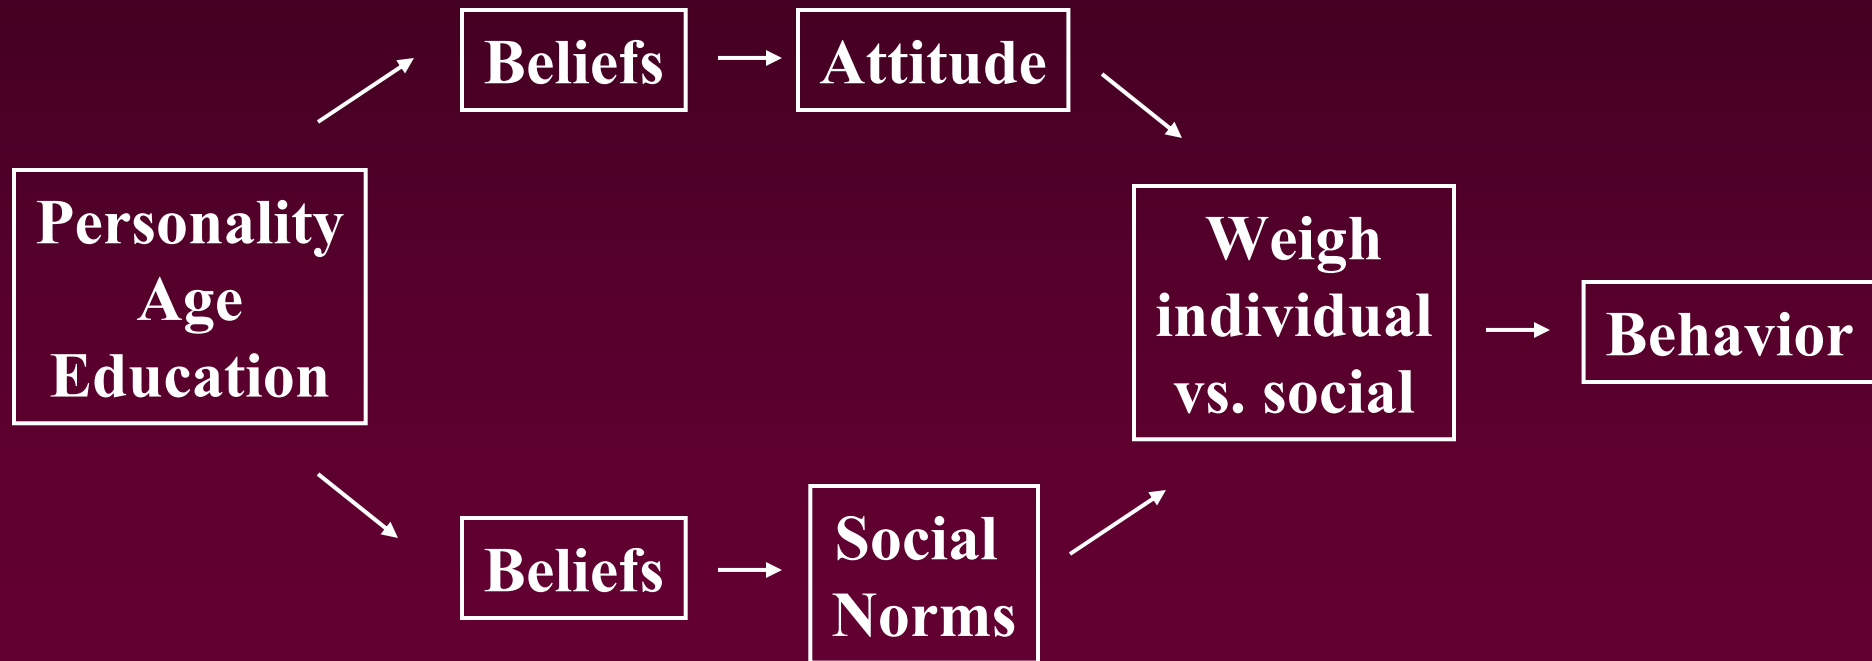 Beliefs
Attitude
Personality
Age
Education
Weigh
individual
vs. social
Behavior
Beliefs
Social
Norms